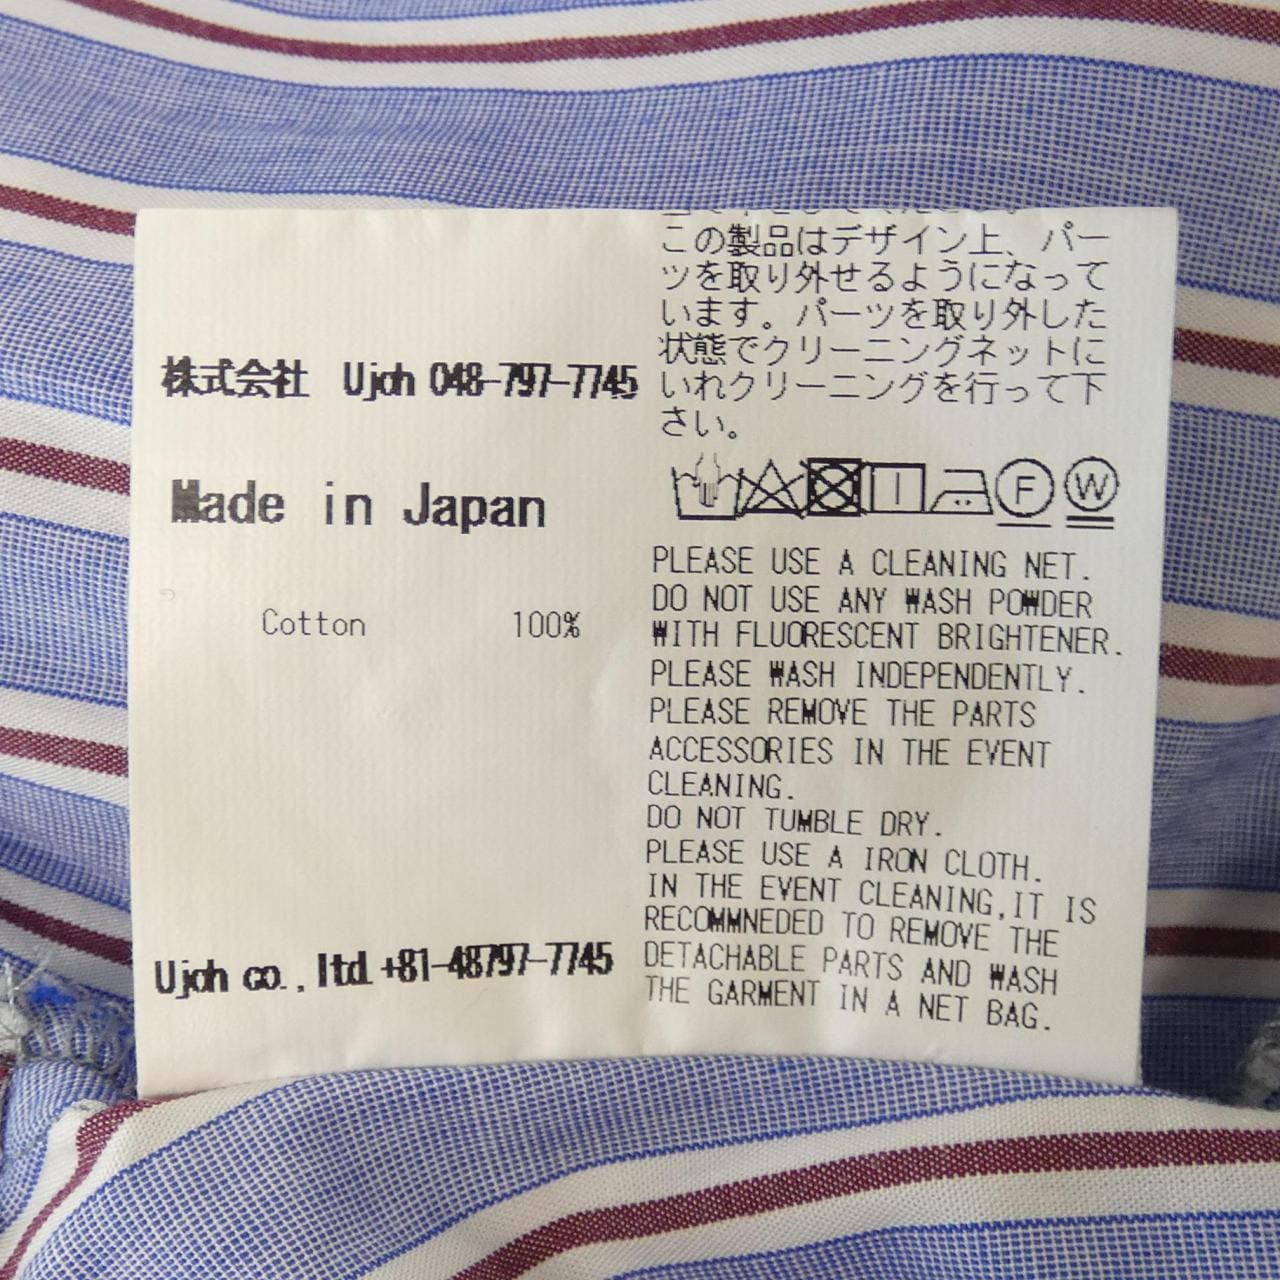 株式会社 Ujoh 048-797-7745
Made in Japan
Cotton 100%
Ujoh co., ltd +81-48797-7745
この製品はデザイン上、パー
ツを取り外せるようになって
います。パーツを取り外した
状態でクリーニングネットに
いれクリーニングを行って下
さい。
F W
PLEASE USE A CLEANING NET.
DO NOT USE ANY WASH POWDER
WITH FLUORESCENT BRIGHTENER.
PLEASE WASH INDEPENDENTLY.
PLEASE REMOVE THE PARTS
ACCESSORIES IN THE EVENT
CLEANING.
DO NOT TUMBLE DRY.
PLEASE USE A IRON CLOTH.
IN THE EVENT CLEANING,IT IS
RECOMMNEDED TO REMOVE THE
DETACHABLE PARTS AND WASH
THE GARMENT IN A NET BAG.